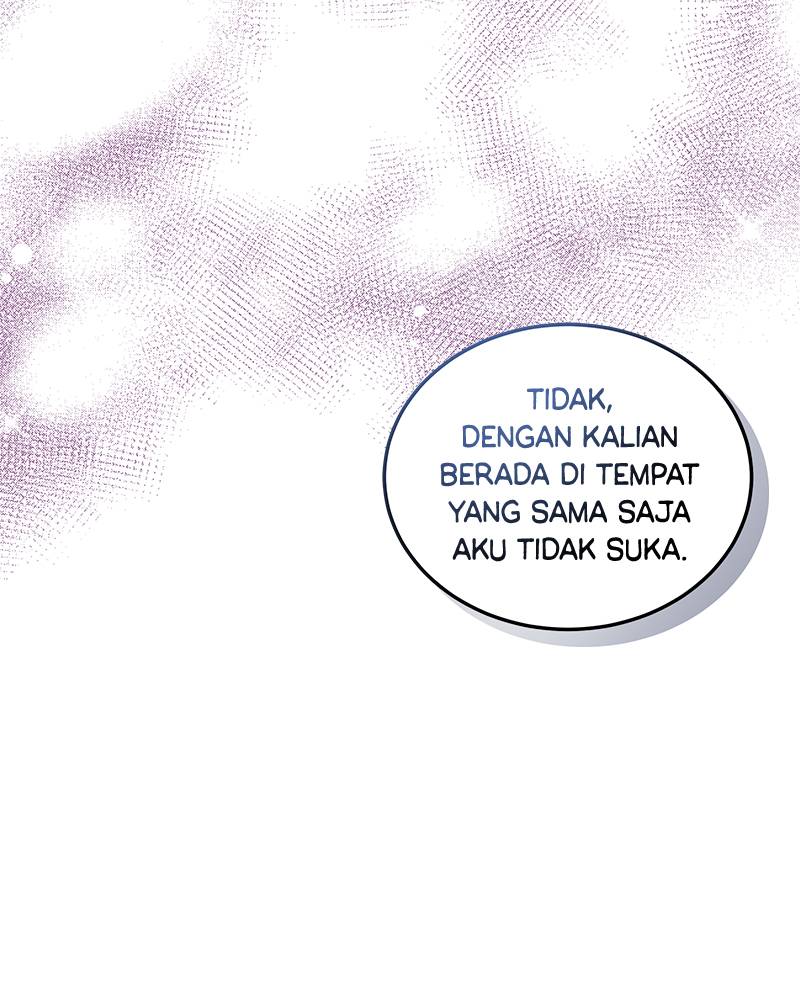 TIDAK,
DENGAN KALIAN
BERADA DI TEMPAT
YANG SAMA SAJA
AKU TIDAK SUKA.